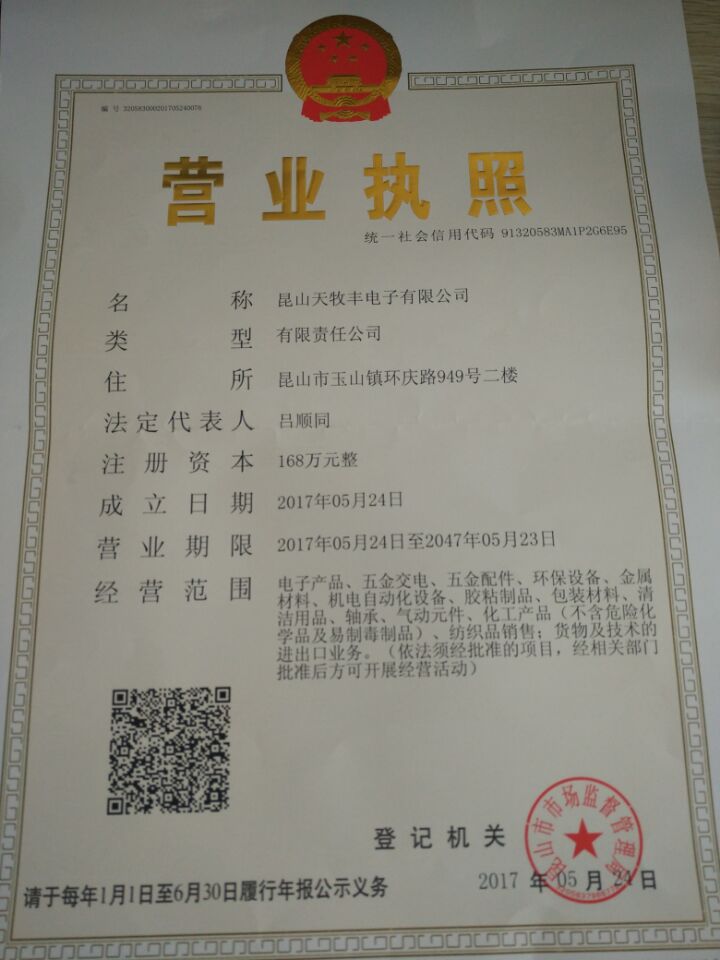 编 号 320583000201705240078
营业执照
统一社会信用代码 91320583MA1P2G6E95
名称 昆山天牧丰电子有限公司
类型 有限责任公司
住所 昆山市玉山镇环庆路949号二楼
法定代表人 吕顺同
注册资本 168万元整
成立日期 2017年05月24日
营业期限 2017年05月24日至2047年05月23日
经营范围 电子产品、五金交电、五金配件、环保设备、金属
材料、机电自动化设备、胶粘制品、包装材料、清
洁用品、轴承、气动元件、化工产品（不含危险化
学品及易制毒制品）、纺织品销售；货物及技术的
进出口业务。（依法须经批准的项目，经相关部门
批准后方可开展经营活动）
登记机关
昆山市市场监督管理局
2017 年 05 月 24 日
请于每年1月1日至6月30日履行年报公示义务